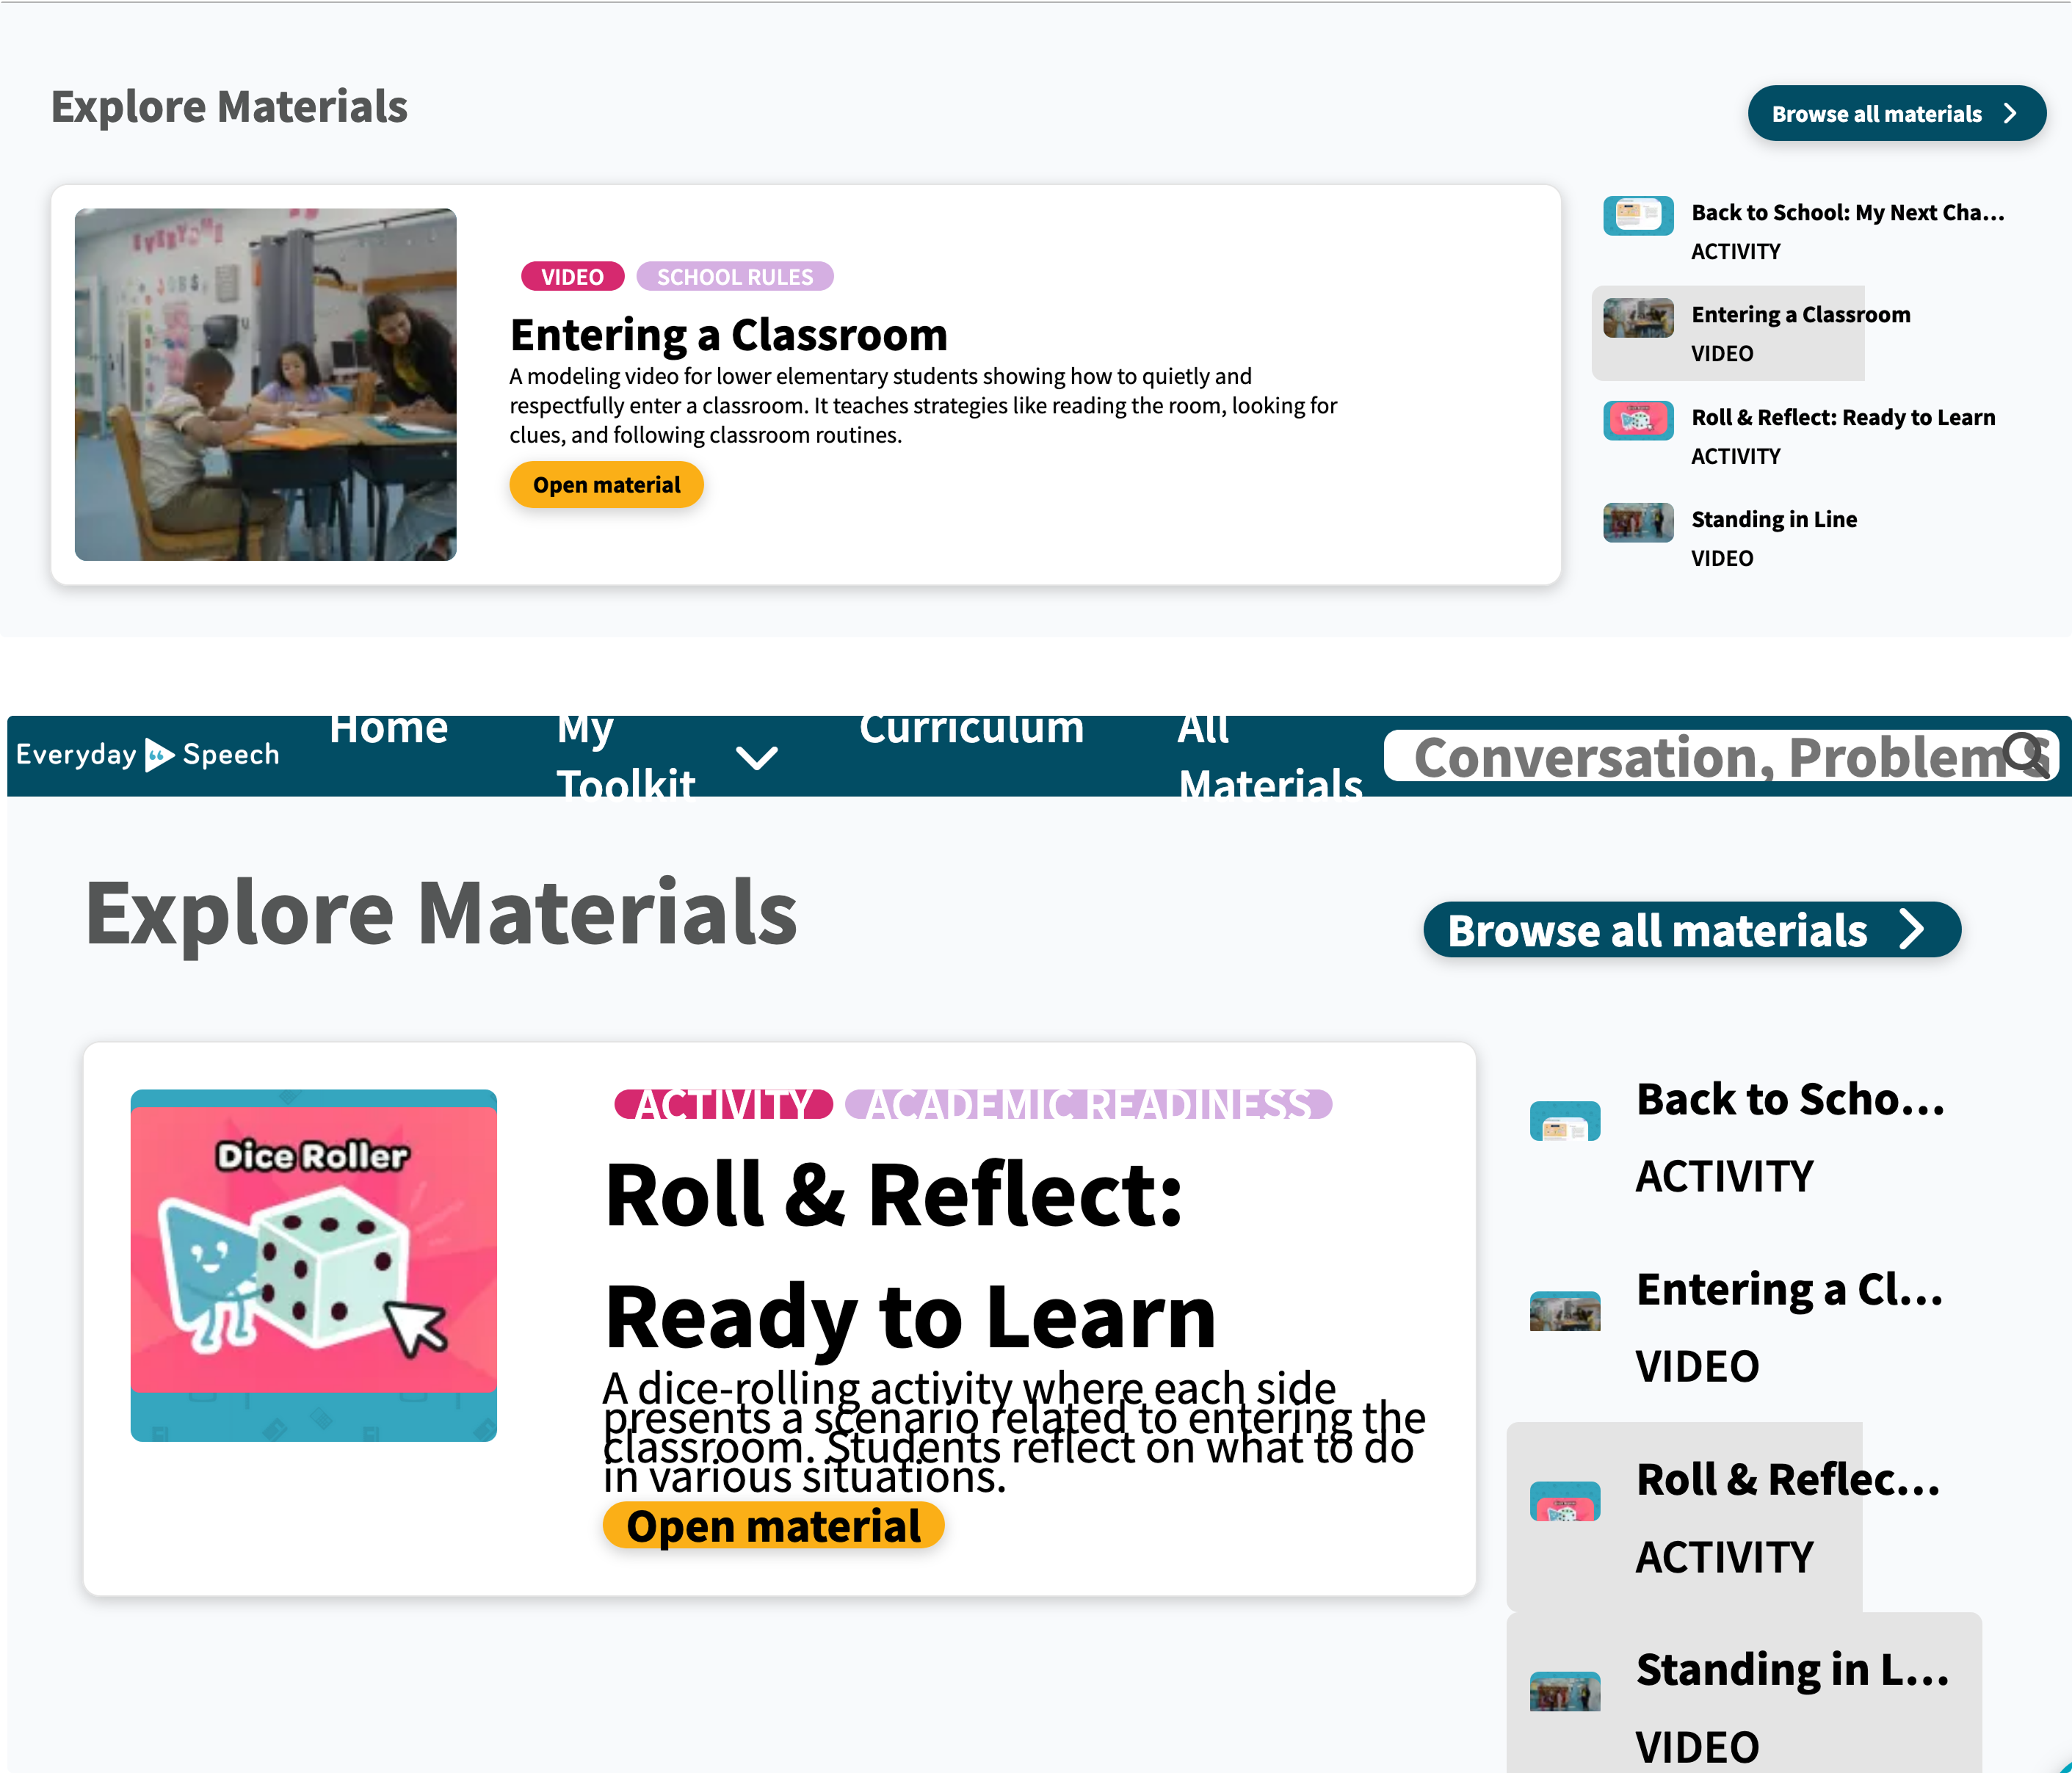 Explore Materials
Browse all materials
EVERYONE
JOBS
VIDEO
SCHOOL RULES
Entering a Classroom
A modeling video for lower elementary students showing how to quietly and
respectfully enter a classroom. It teaches strategies like reading the room, looking for
clues, and following classroom routines.
Open material
Back to School: My Next Cha...
ACTIVITY
Entering a Classroom
VIDEO
Roll & Reflect: Ready to Learn
ACTIVITY
Standing in Line
VIDEO
Everyday Speech
Home
My
Toolkit
Curriculum
All
Materials
Conversation, Problem S
Explore Materials
Browse all materials
Dice Roller
ACTIVITY
ACADEMIC READINESS
Roll & Reflect:
Ready to Learn
A dice-rolling activity where each side
presents a scenario related to entering the
classroom. Students reflect on what to do
in various situations.
Open material
Back to Scho...
ACTIVITY
Entering a Cl...
VIDEO
Roll & Reflec...
ACTIVITY
Standing in L...
VIDEO